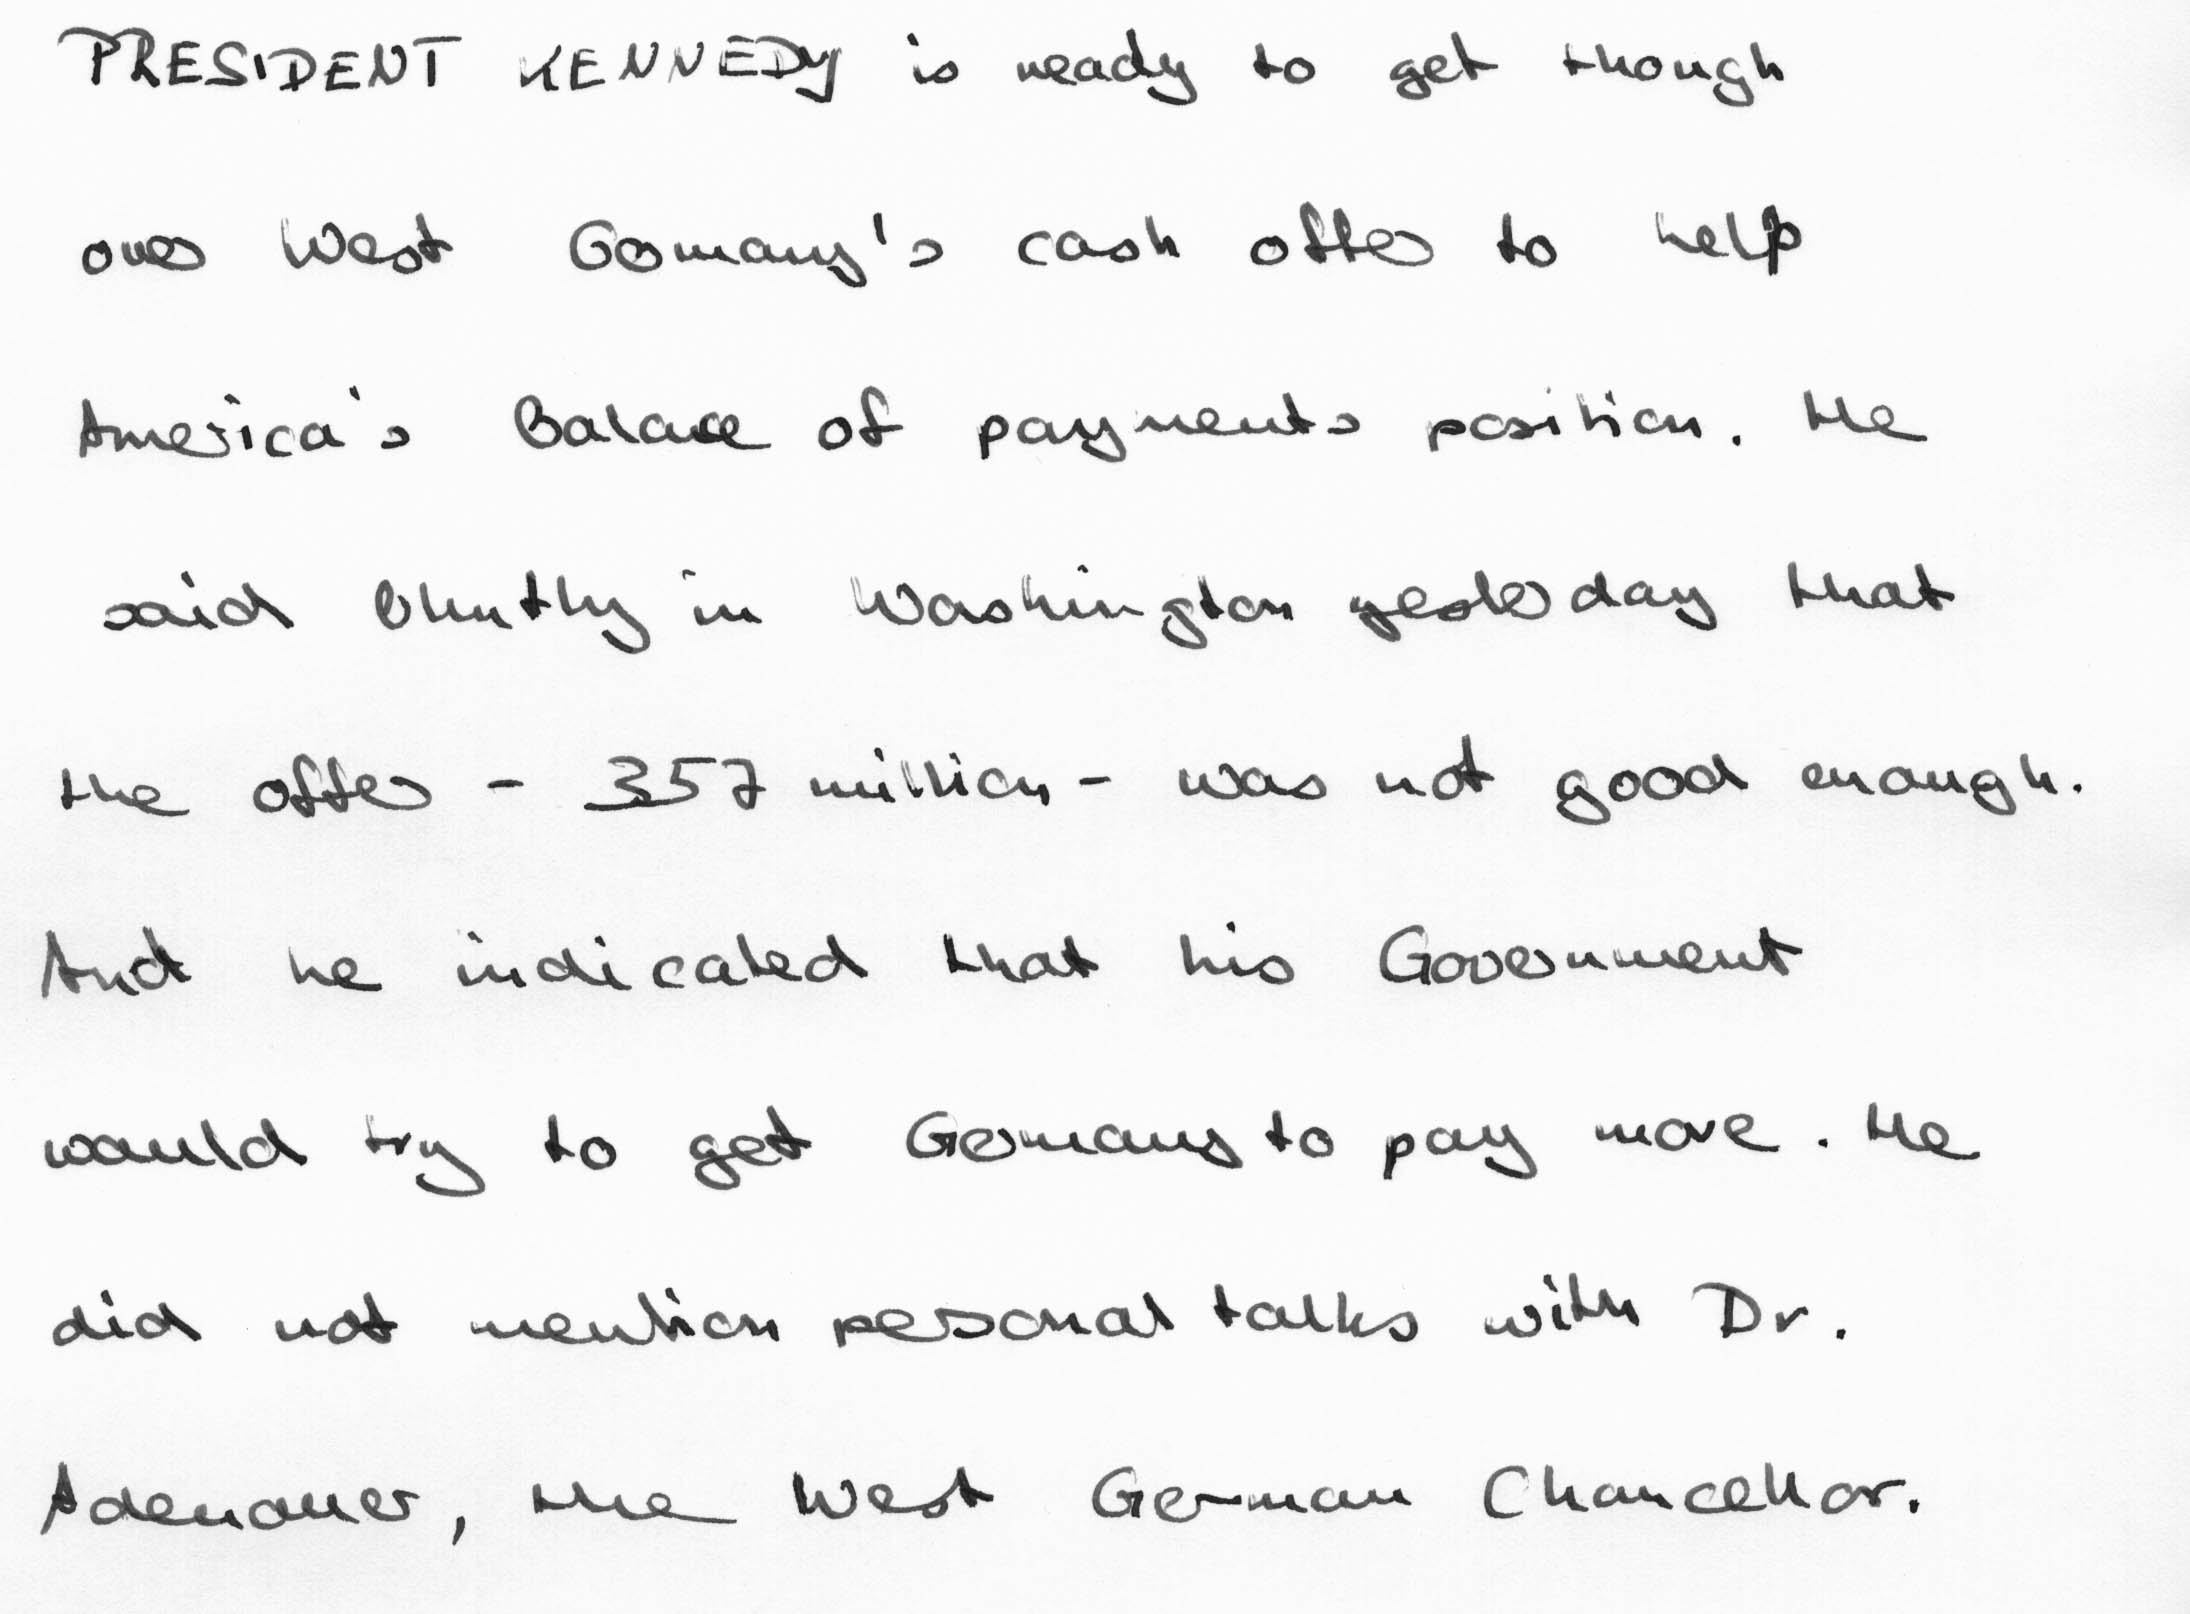 PRESIDENT KENNEDY is ready to get though
over West Germany's cash offer to help
America's balance of payments position. He
said bluntly in Washington yesterday that
the offer - 357 million - was not good enough.
And he indicated that his Government
would try to get Germany to pay more. He
did not mention personal talks with Dr.
Adenauer, the West German Chancellor.